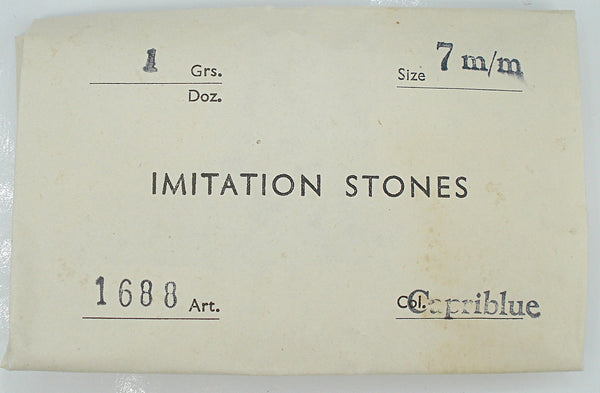 1 Grs.
Doz.
Size 7 m/m
IMITATION STONES
1688 Art.
Col. Capriblue